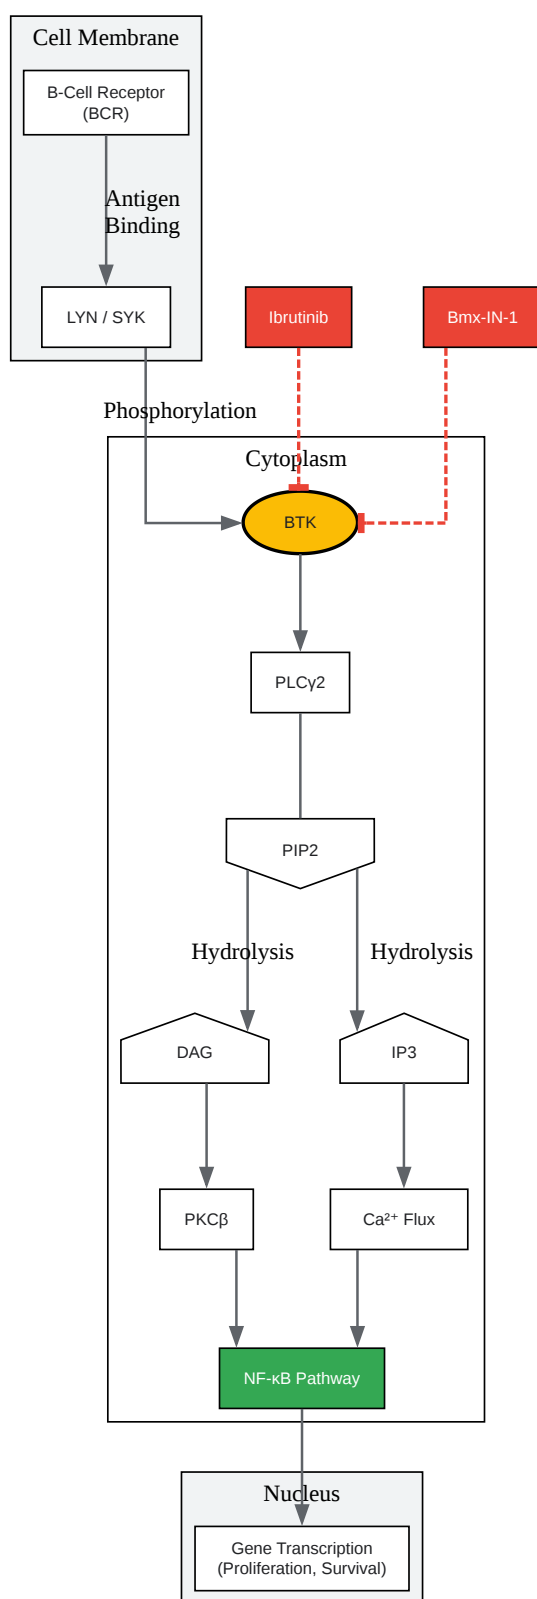 Cell Membrane
B-Cell Receptor
(BCR)
Antigen
Binding
LYN / SYK
Ibrutinib
Bmx-IN-1
Phosphorylation
Cytoplasm
BTK
PLCγ2
PIP2
Hydrolysis
Hydrolysis
DAG
IP3
PKCβ
Ca²⁺ Flux
NF-κB Pathway
Nucleus
Gene Transcription
(Proliferation, Survival)